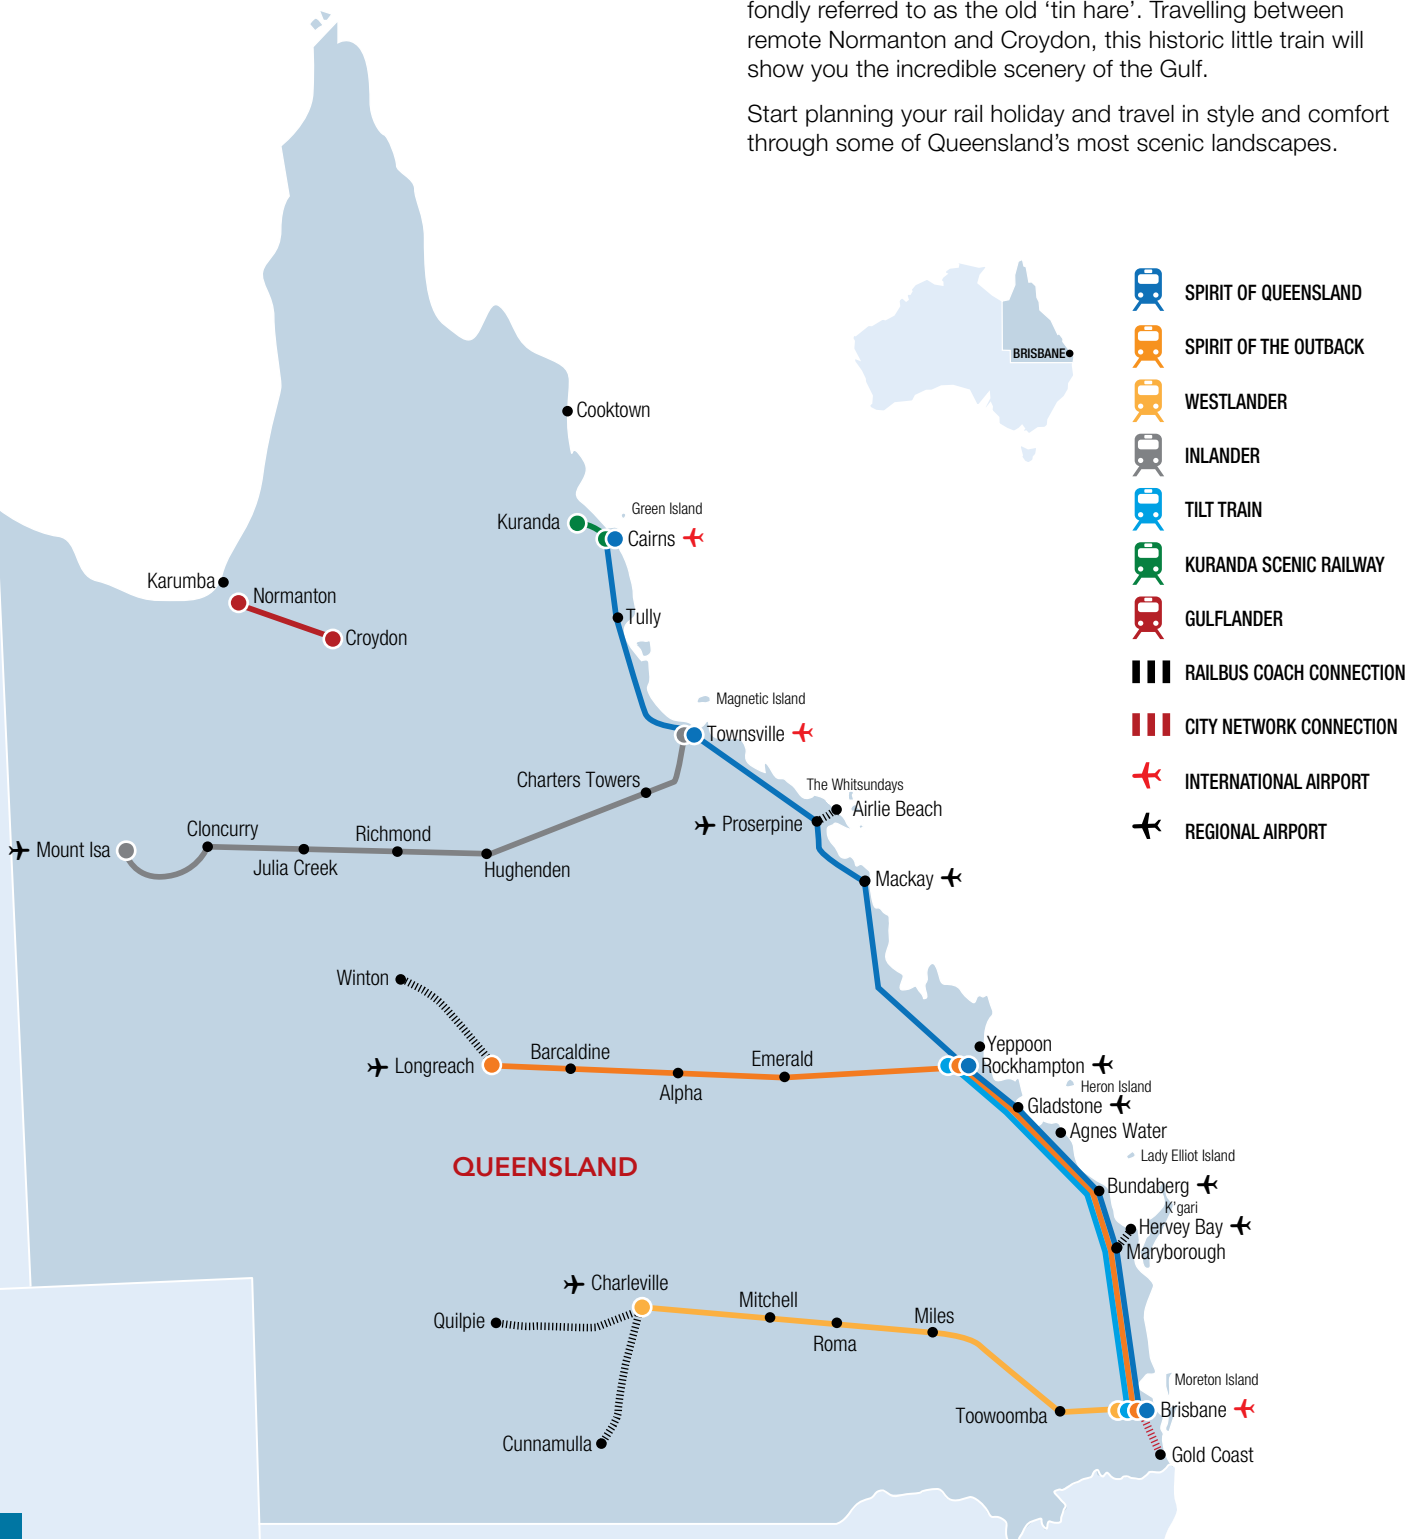 fondly referred to as the old ‘tin hare’. Travelling between
remote Normanton and Croydon, this historic little train will
show you the incredible scenery of the Gulf.
Start planning your rail holiday and travel in style and comfort
through some of Queensland’s most scenic landscapes.
BRISBANE
SPIRIT OF QUEENSLAND
SPIRIT OF THE OUTBACK
WESTLANDER
INLANDER
TILT TRAIN
KURANDA SCENIC RAILWAY
GULFLANDER
RAILBUS COACH CONNECTION
CITY NETWORK CONNECTION
INTERNATIONAL AIRPORT
REGIONAL AIRPORT
Cooktown
Green Island
Kuranda
Cairns
Karumba
Normanton
Tully
Croydon
Magnetic Island
Townsville
Charters Towers
The Whitsundays
Airlie Beach
Proserpine
Cloncurry
Richmond
Mount Isa
Julia Creek
Hughenden
Mackay
Winton
Yeppoon
Barcaldine
Emerald
Longreach
Rockhampton
Heron Island
Alpha
Gladstone
Agnes Water
Lady Elliot Island
QUEENSLAND
Bundaberg
K’gari
Hervey Bay
Maryborough
Charleville
Mitchell
Quilpie
Miles
Roma
Moreton Island
Brisbane
Toowoomba
Cunnamulla
Gold Coast